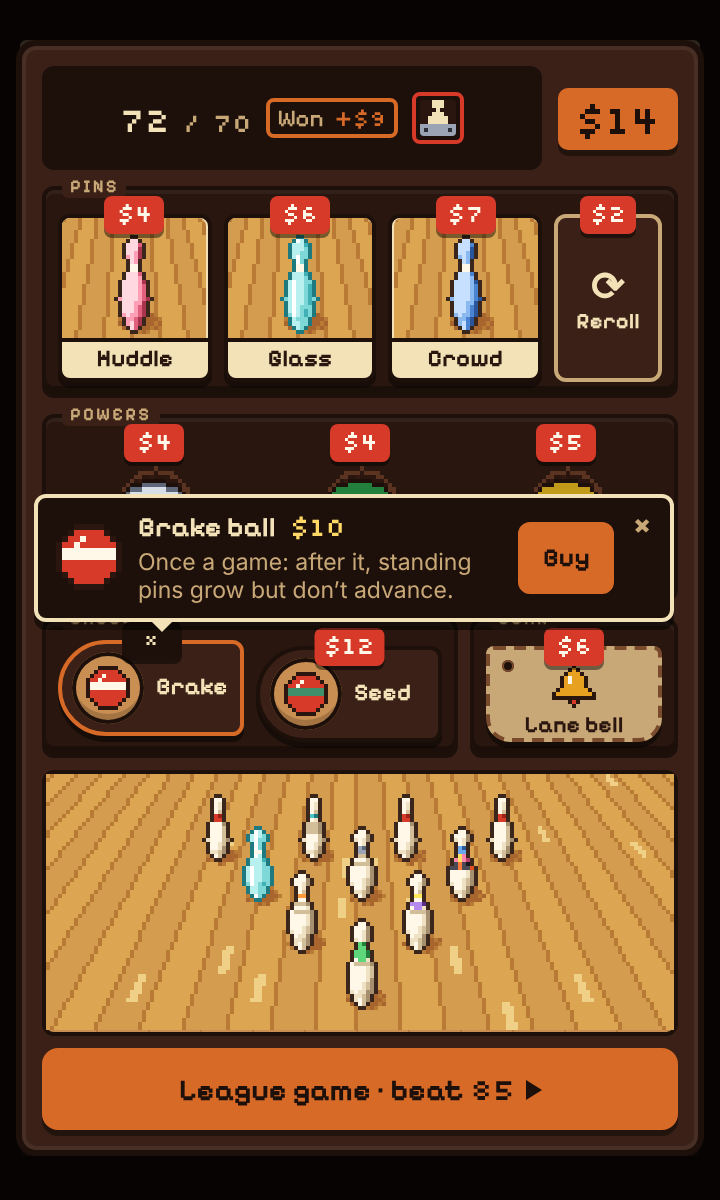 72 / 70 Won +$9
$14
PINS
$4 $6 $7 $2
Huddle Glass Crowd Reroll
POWERS
$4 $4 $5
Brake ball $10
Once a game: after it, standing
pins grow but don't advance.
Buy
×
×
$12 $6
Brake Seed
Lane bell
League game · beat 85 ▶